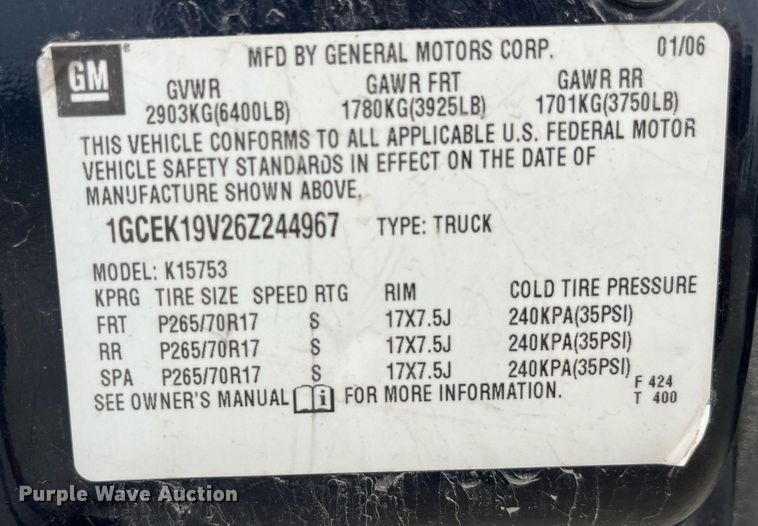 GM® MFD BY GENERAL MOTORS CORP. 01/06
GVWR GAWR FRT GAWR RR
2903KG(6400LB) 1780KG(3925LB) 1701KG(3750LB)
THIS VEHICLE CONFORMS TO ALL APPLICABLE U.S. FEDERAL MOTOR
VEHICLE SAFETY STANDARDS IN EFFECT ON THE DATE OF
MANUFACTURE SHOWN ABOVE.
1GCEK19V26Z244967 TYPE: TRUCK
MODEL: K15753
KPRG TIRE SIZE SPEED RTG RIM COLD TIRE PRESSURE
FRT P265/70R17 S 17X7.5J 240KPA(35PSI)
RR P265/70R17 S 17X7.5J 240KPA(35PSI)
SPA P265/70R17 S 17X7.5J 240KPA(35PSI)
SEE OWNER'S MANUAL i FOR MORE INFORMATION. F 424
T 400
Purple Wave Auction